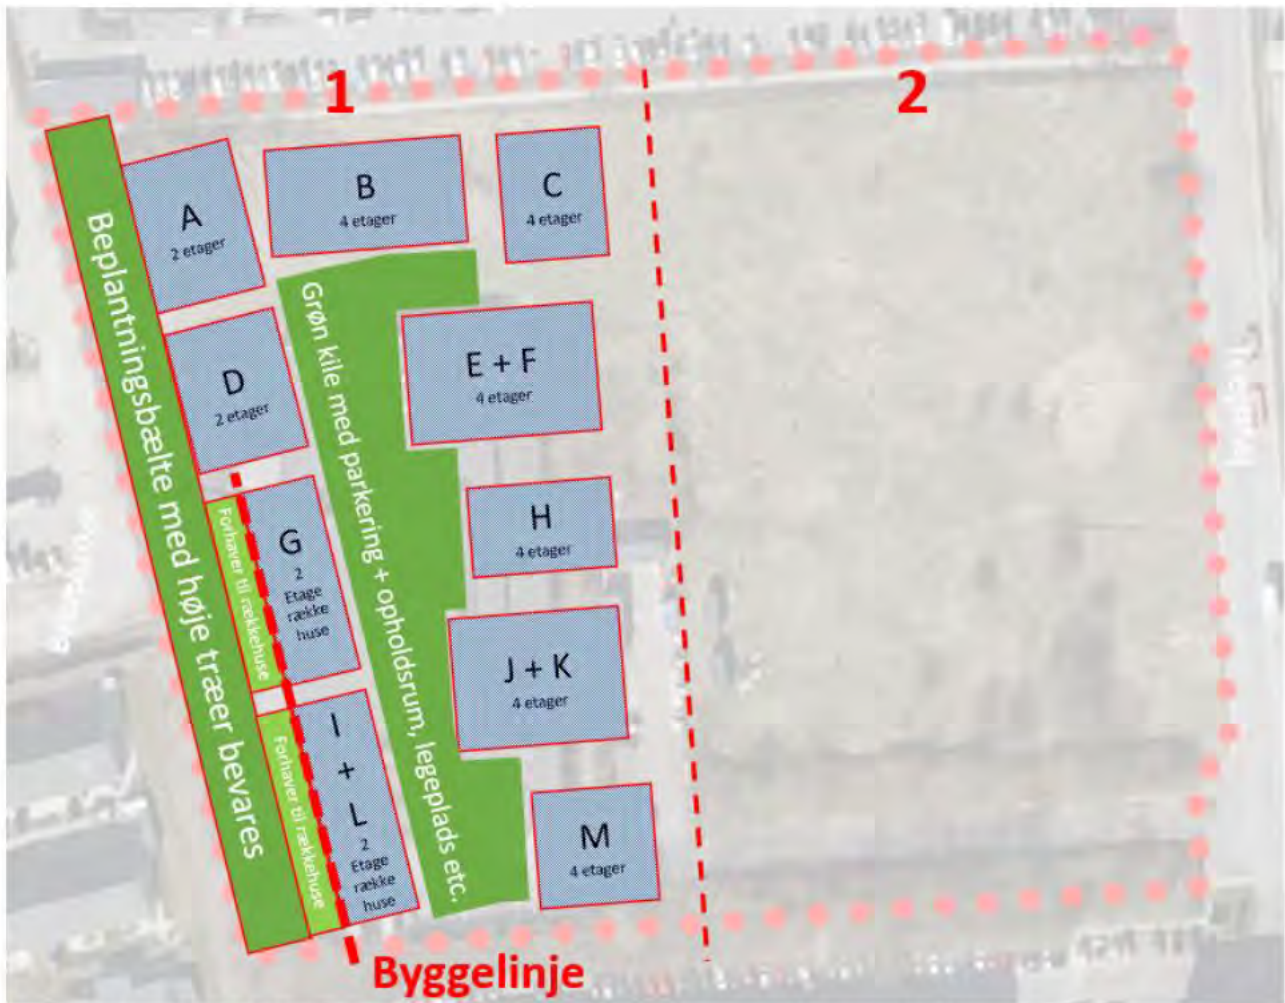 1
2
A
2 etager
B
4 etager
C
4 etager
Beplantningsbælte med høje træer bevares
Grøn kile med parkering + opholdsrum, legeplads etc.
D
2 etager
E + F
4 etager
Forhaver til rækkehuse
G
2
Etage
række
huse
H
4 etager
J + K
4 etager
Forhaver til rækkehuse
I
+
L
2
Etage
række
huse
M
4 etager
Byggelinje